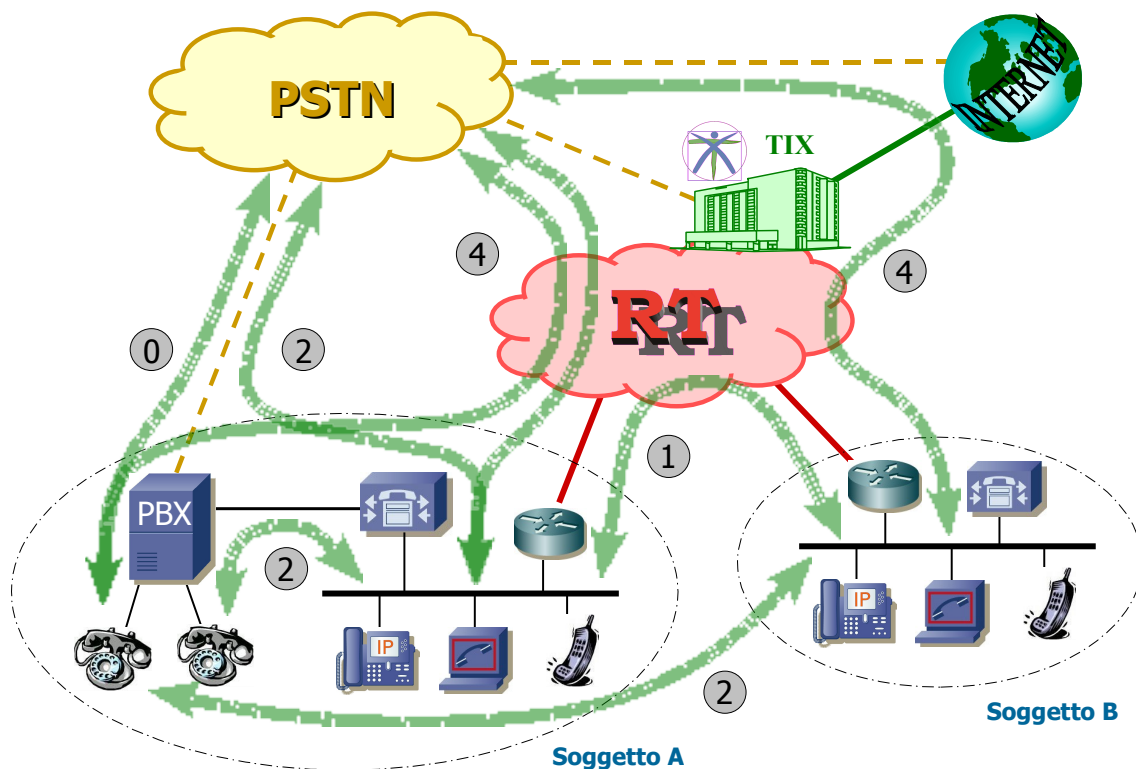 PSTN
INTERNET
TIX
4
4
RT
0
2
1
PBX
2
IP
IP
2
Soggetto B
Soggetto A